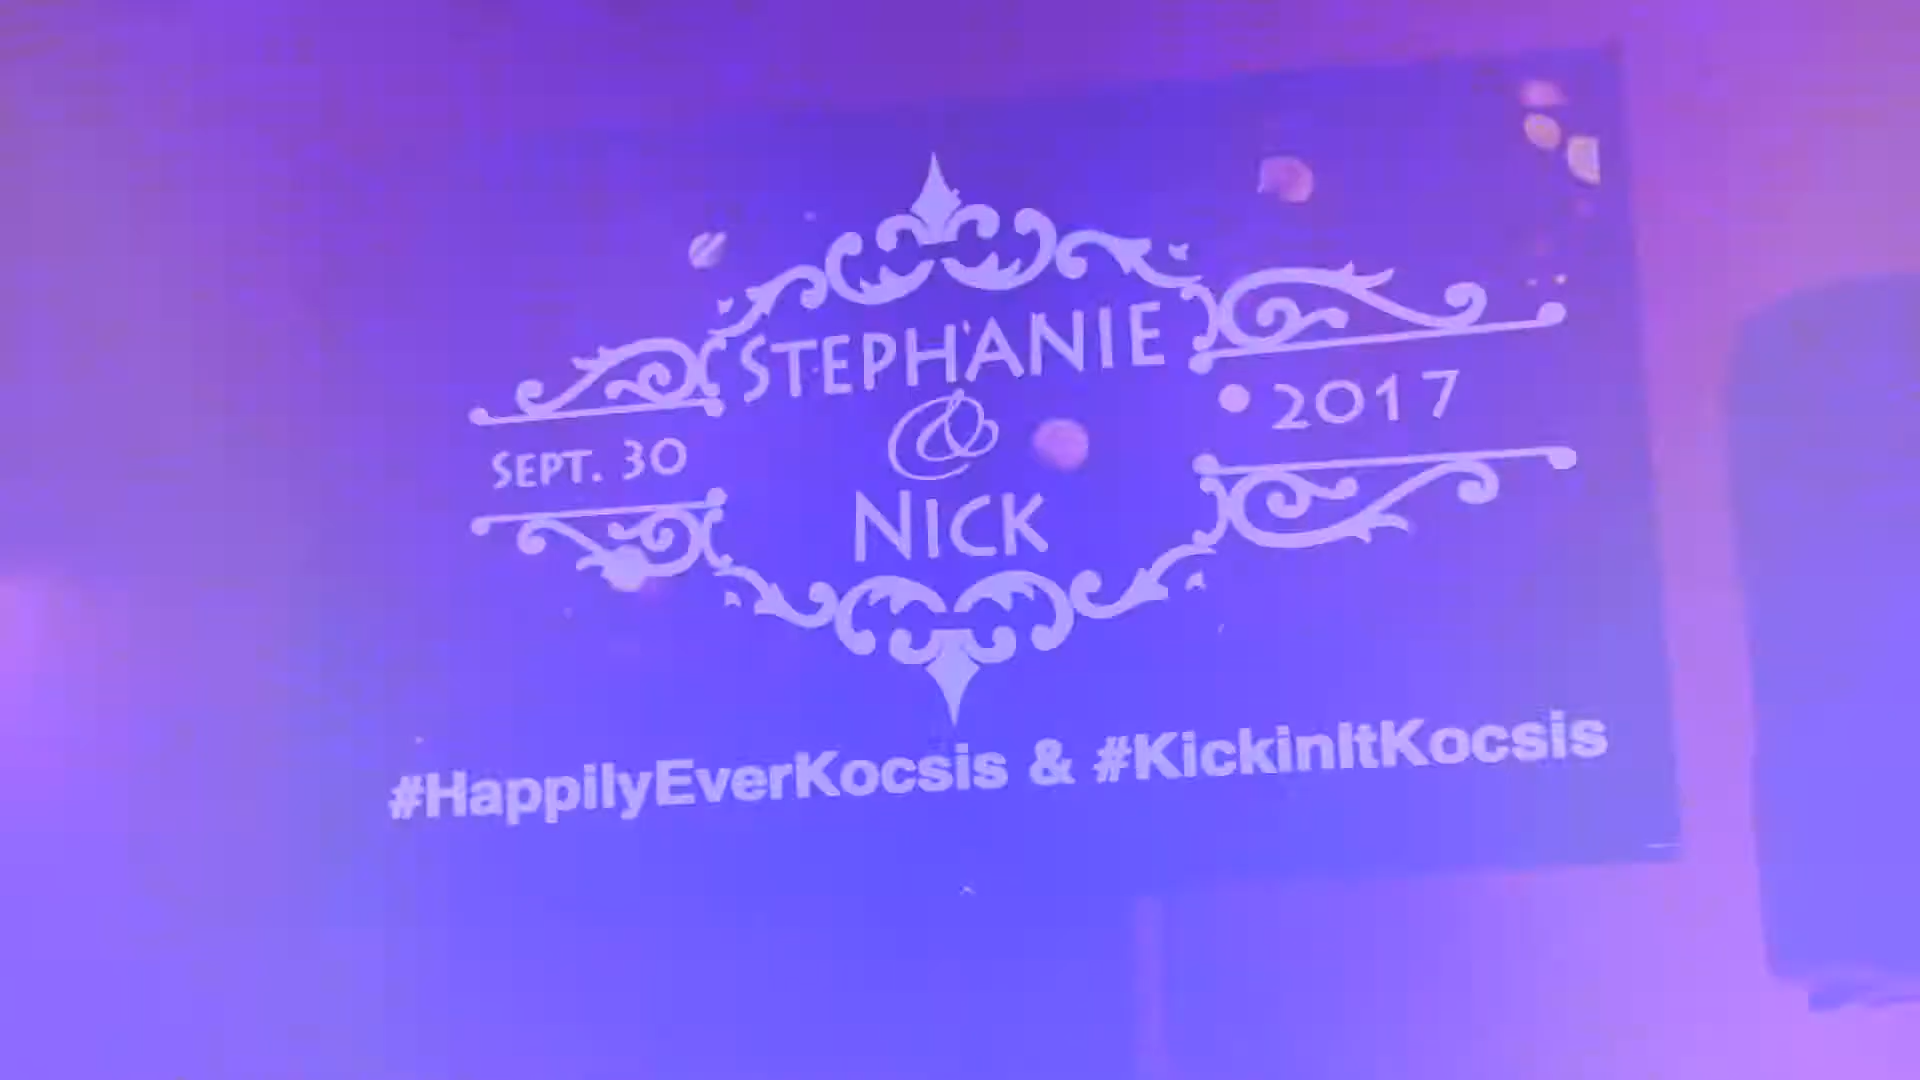 STEPHANIE
&
NICK
SEPT. 30
2017
#HappilyEverKocsis & #KickinItKocsis